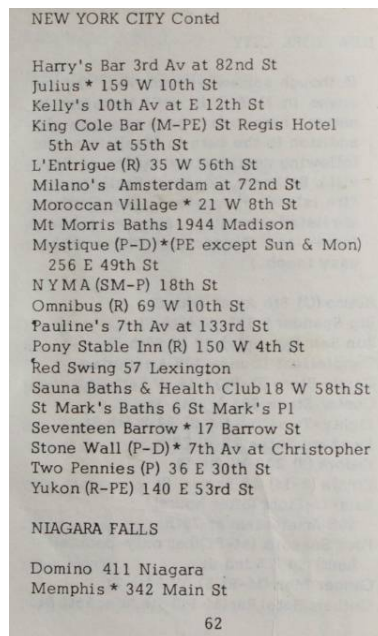 NEW YORK CITY Contd
Harry's Bar 3rd Av at 82nd St
Julius * 159 W 10th St
Kelly's 10th Av at E 12th St
King Cole Bar (M-PE) St Regis Hotel
5th Av at 55th St
L'Entrigue (R) 35 W 56th St
Milano's Amsterdam at 72nd St
Moroccan Village * 21 W 8th St
Mt Morris Baths 1944 Madison
Mystique (P-D)*(PE except Sun & Mon)
256 E 49th St
N Y M A (SM-P) 18th St
Omnibus (R) 69 W 10th St
Pauline's 7th Av at 133rd St
Pony Stable Inn (R) 150 W 4th St
Red Swing 57 Lexington
Sauna Baths & Health Club 18 W 58th St
St Mark's Baths 6 St Mark's Pl
Seventeen Barrow * 17 Barrow St
Stone Wall (P-D)* 7th Av at Christopher
Two Pennies (P) 36 E 30th St
Yukon (R-PE) 140 E 53rd St
NIAGARA FALLS
Domino 411 Niagara
Memphis * 342 Main St
62